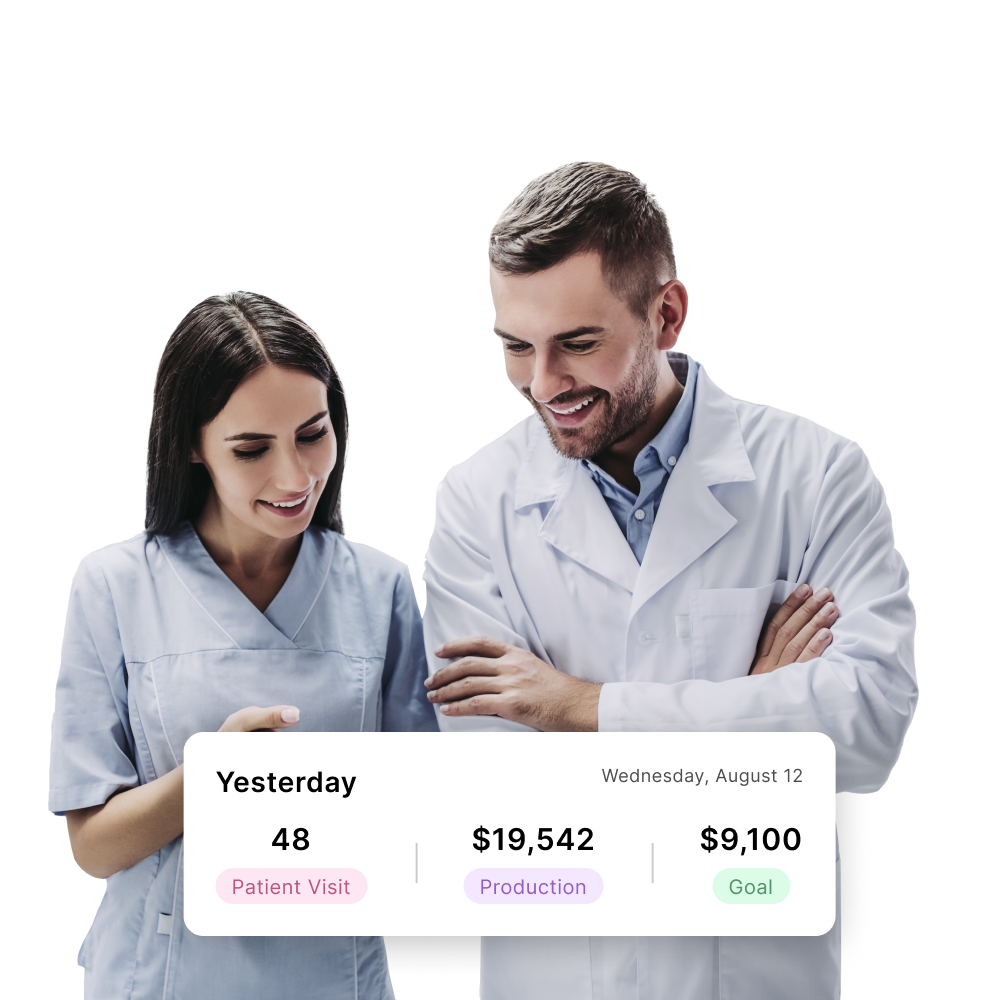 Yesterday
Wednesday, August 12
48
$19,542
$9,100
Patient Visit
Production
Goal